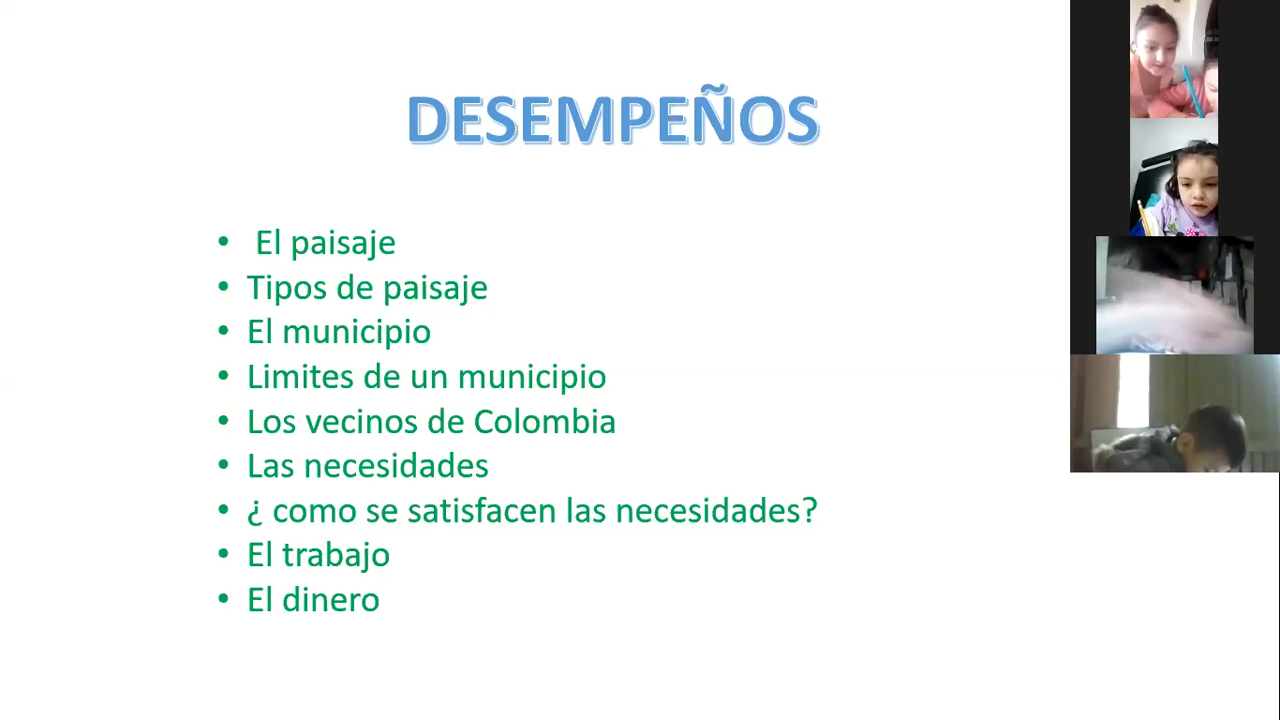 DESEMPEÑOS
• El paisaje
• Tipos de paisaje
• El municipio
• Limites de un municipio
• Los vecinos de Colombia
• Las necesidades
• ¿ como se satisfacen las necesidades?
• El trabajo
• El dinero